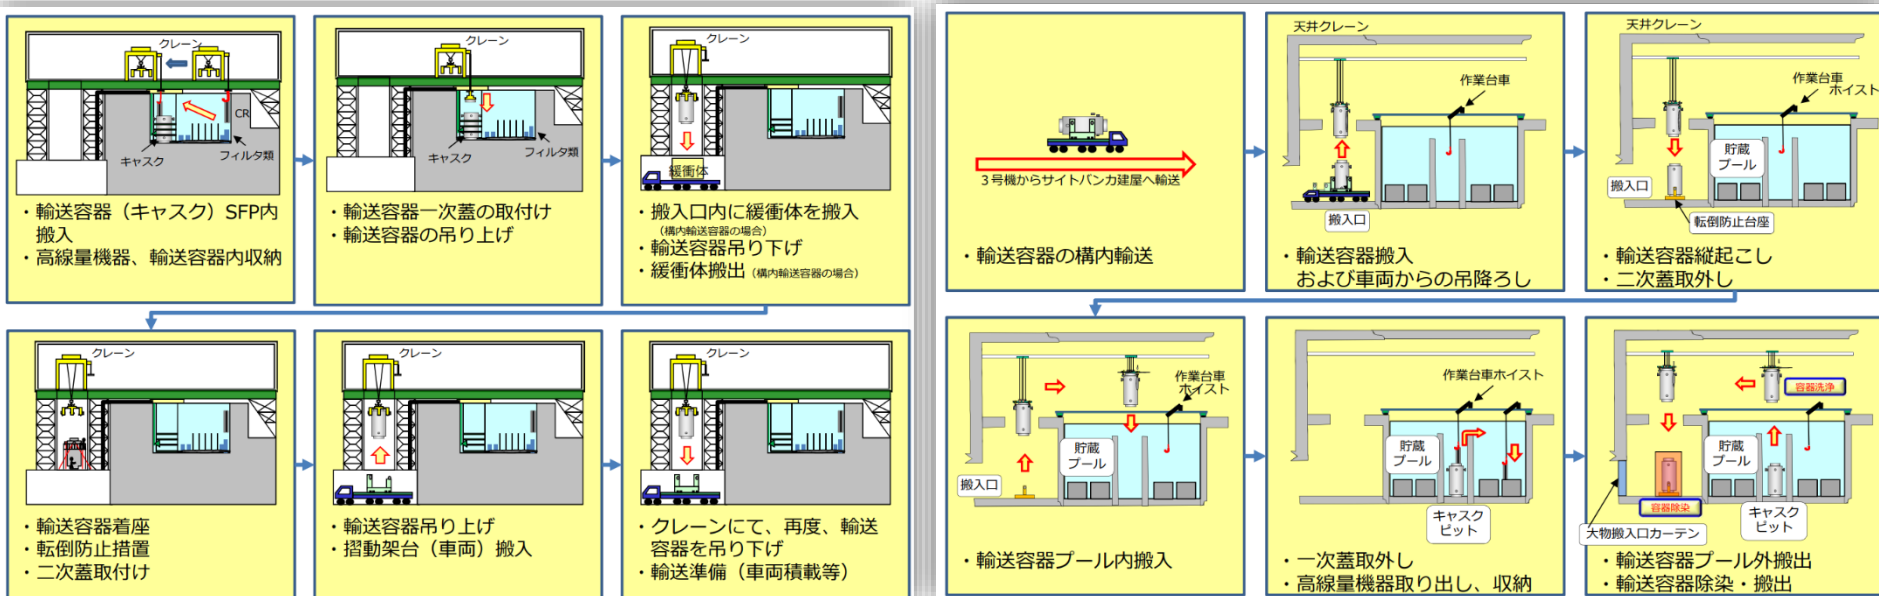 クレーン
CR
キャスク
フィルタ類
・輸送容器（キャスク）SFP内
搬入
・高線量機器、輸送容器内収納
クレーン
キャスク
フィルタ類
・輸送容器一次蓋の取付け
・輸送容器の吊り上げ
クレーン
緩衝体
・搬入口内に緩衝体を搬入
（構内輸送容器の場合）
・輸送容器吊り下げ
・緩衝体搬出（構内輸送容器の場合）
クレーン
・輸送容器着座
・転倒防止措置
・二次蓋取付け
クレーン
・輸送容器吊り上げ
・摺動架台（車両）搬入
クレーン
・クレーンにて、再度、輸送
容器を吊り下げ
・輸送準備（車両積載等）
３号機からサイトバンカ建屋へ輸送
・輸送容器の構内輸送
天井クレーン
作業台車
搬入口
・輸送容器搬入
および車両からの吊降ろし
天井クレーン
作業台車
ホイスト
貯蔵
プール
搬入口
転倒防止台座
・輸送容器縦起こし
・二次蓋取外し
作業台車
ホイスト
貯蔵
プール
搬入口
・輸送容器プール内搬入
作業台車ホイスト
貯蔵
プール
キャスク
ピット
・一次蓋取外し
・高線量機器取り出し、収納
容器洗浄
貯蔵
プール
容器除染
大物搬入口カーテン
キャスク
ピット
・輸送容器プール外搬出
・輸送容器除染・搬出